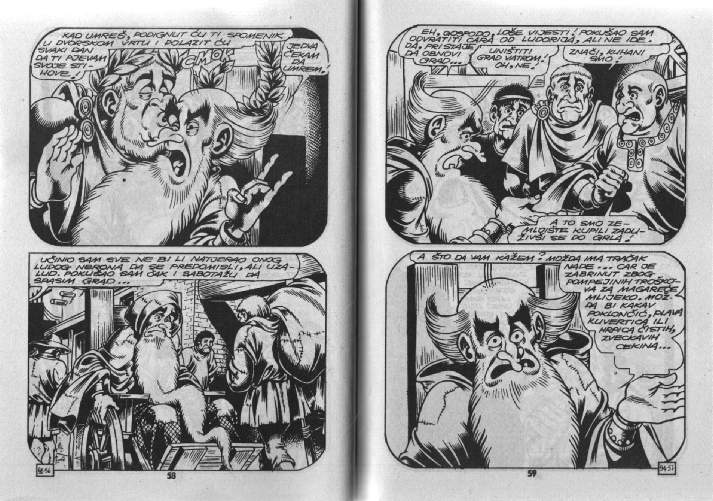 KAD UMREŠ, PODIGNUT ĆU TI SPOMENIK
U DVORSKOM VRTU I DOLAZIT ĆU
SVAKI DAN
DA TI PJEVAM
SVOJE STI-
HOVE!
CMOK
JEDVA
ČEKAM
DA
UMREM!
UČINIO SAM SVE NE BI LI NATJERAO ONOG
LUDOG NERONA DA SE PREDOMISLI, ALI UZA-
LUD. POKUŠAO SAM ČAK I SABOTAŽU DA
SPASIM GRAD...
58
EH, GOSPODO, LOŠE VIJESTI! POKUŠAO SAM
ODVRATITI CARA OD LUDORIJA, ALI NE IDE.
DA, PRISTAJE
DA OBNOVI
GRAD...
UNIŠTITI
GRAD VATROM!
OH, NE!
ZNAČI, KUHANI
SMO!
A TO SMO ZE-
MLJIŠTE KUPILI ZADU-
ŽIVŠI SE DO GRLA!
A ŠTO DA VAM KAŽEM? MOŽDA IMA TRAČAK
NADE... CAR JE
ZABRINUT ZBOG
POMPEJINIH TROŠKO-
VA ZA MAGAREĆE
MLIJEKO. MOŽ-
DA BI KAKAV
POKLONČIĆ, PLAVA
KUVERTICA ILI
HRPICA ČISTIH,
ZVECKAVIH
CEKINA...
59